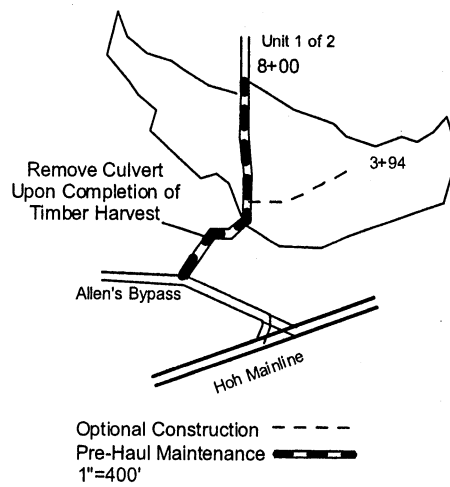 Unit 1 of 2
8+00
3+94
Remove Culvert
Upon Completion of
Timber Harvest
Allen's Bypass
Hoh Mainline
Optional Construction
Pre-Haul Maintenance
1"=400'